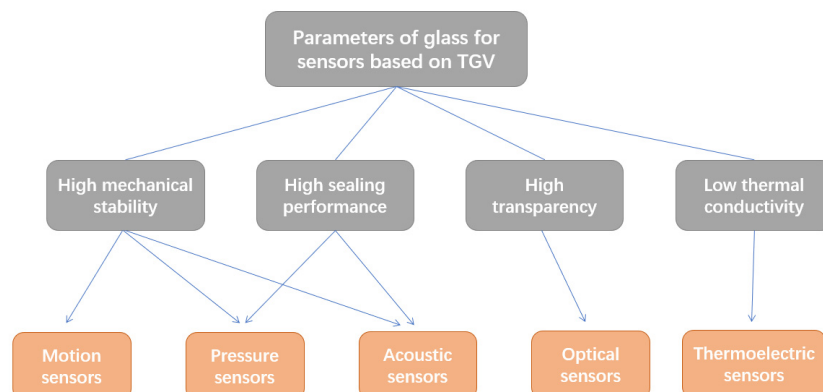 Parameters of glass for
sensors based on TGV
High mechanical
stability
High sealing
performance
High
transparency
Low thermal
conductivity
Motion
sensors
Pressure
sensors
Acoustic
sensors
Optical
sensors
Thermoelectric
sensors